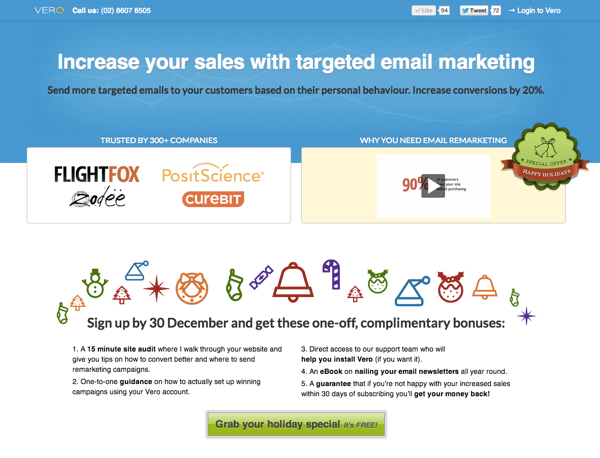 VERO Call us: (02) 8607 8505 Like 94 Tweet 72 → Login to Vero
Increase your sales with targeted email marketing
Send more targeted emails to your customers based on their personal behaviour. Increase conversions by 20%.
TRUSTED BY 300+ COMPANIES
FLIGHTFOX PositScience®
Zodëë cureBIT
WHY YOU NEED EMAIL REMARKETING
90% of customers
purchasing
SPECIAL OFFER
HAPPY HOLIDAYS
Sign up by 30 December and get these one-off, complimentary bonuses:
1. A 15 minute site audit where I walk through your website and
give you tips on how to convert better and where to send
remarketing campaigns.
2. One-to-one guidance on how to actually set up winning
campaigns using your Vero account.
3. Direct access to our support team who will
help you install Vero (if you want it).
4. An eBook on nailing your email newsletters all year round.
5. A guarantee that if you're not happy with your increased sales
within 30 days of subscribing you'll get your money back!
Grab your holiday special It's FREE!